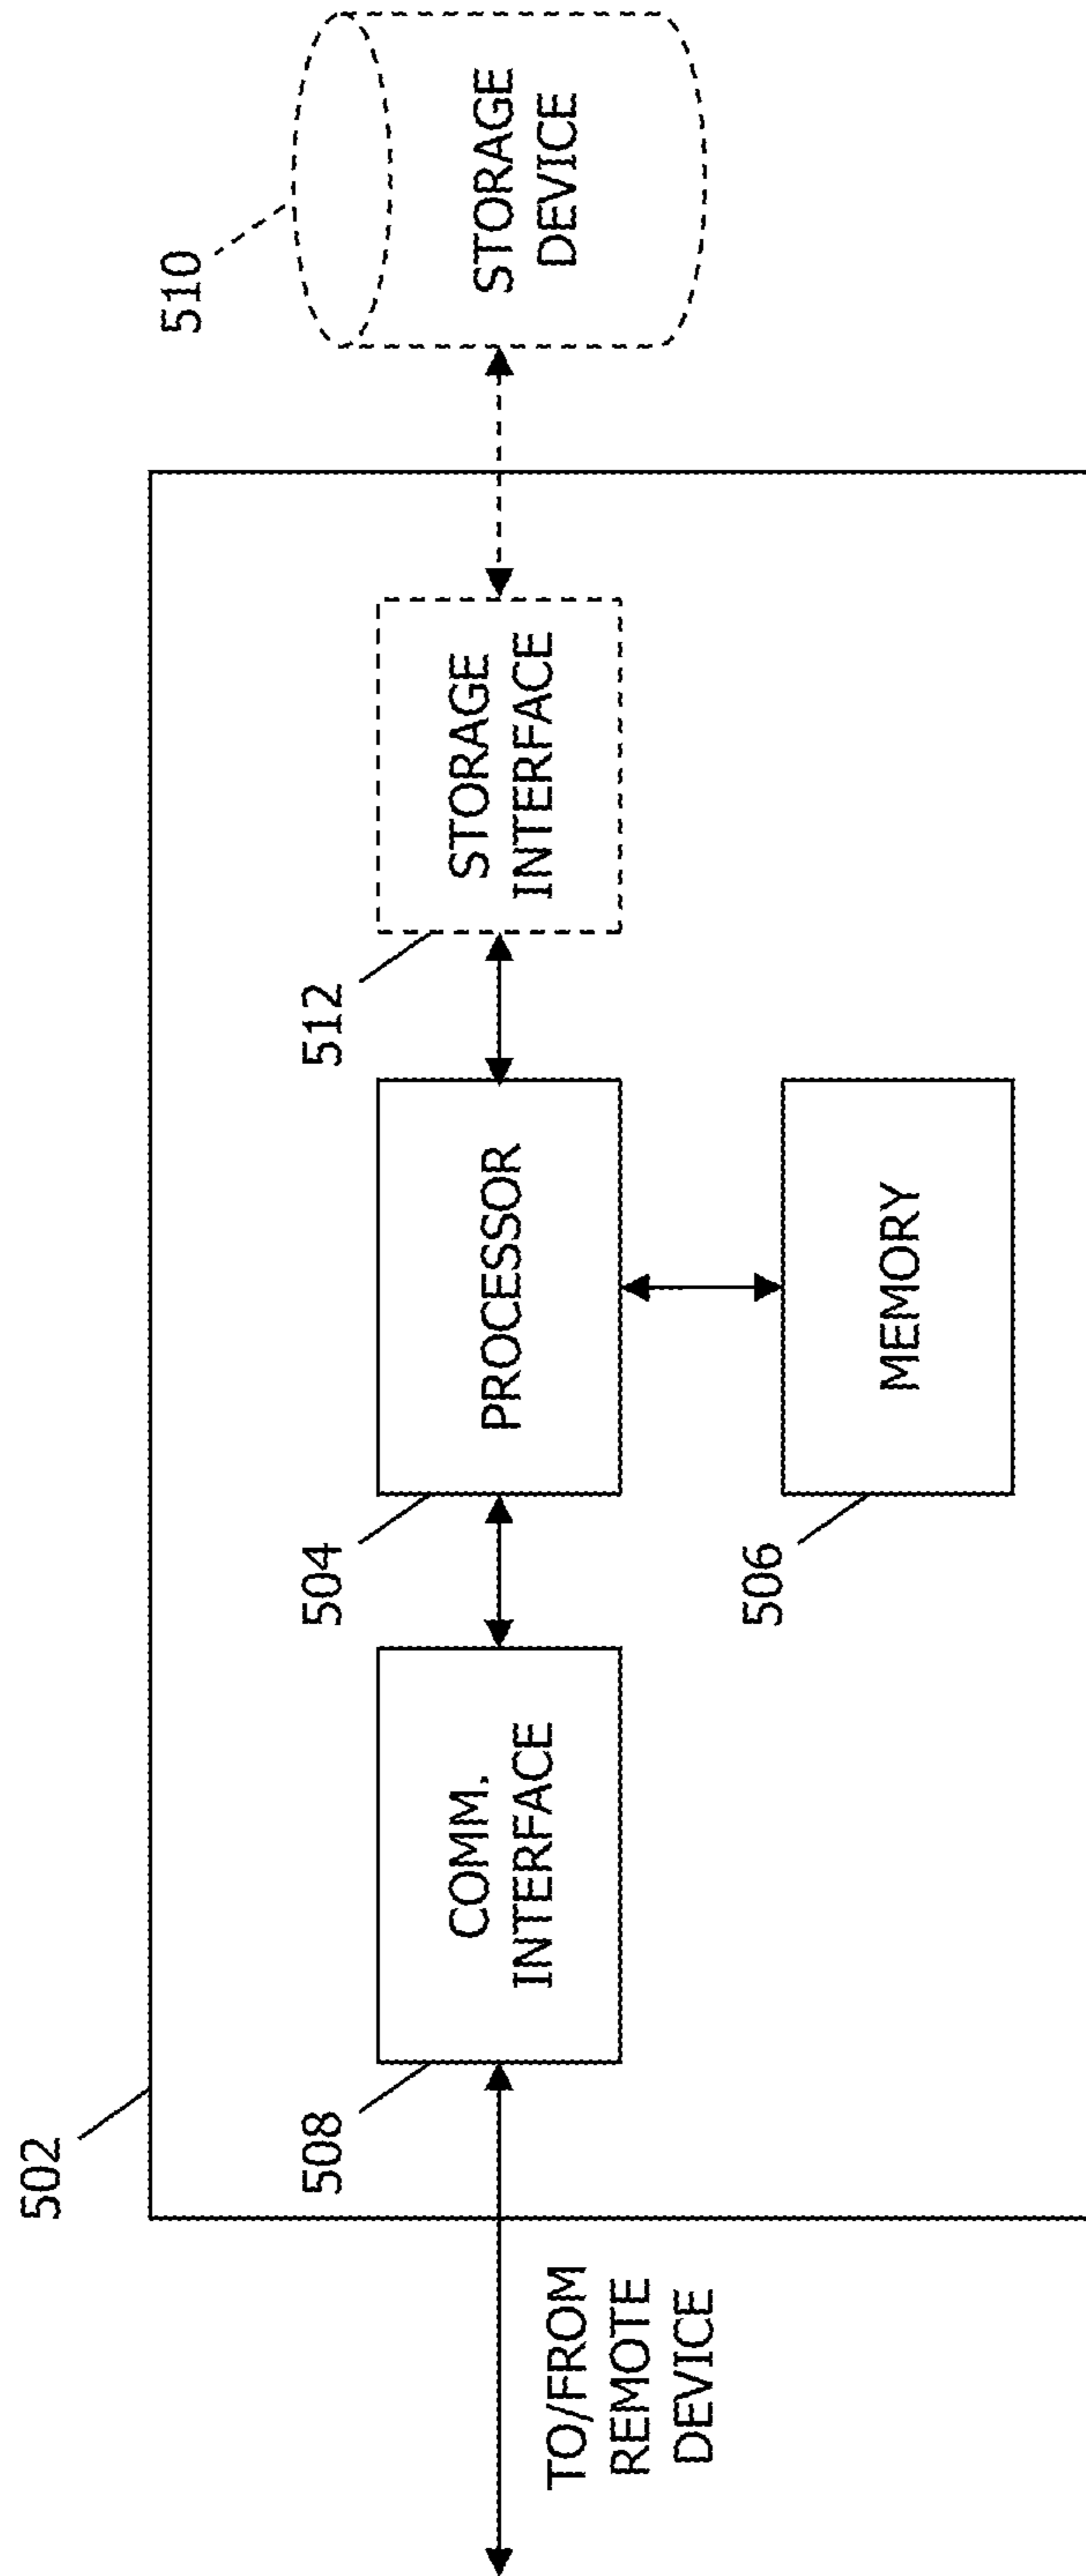 502
510
508
COMM.
INTERFACE
504
PROCESSOR
512
STORAGE
INTERFACE
STORAGE
DEVICE
TO/FROM
REMOTE
DEVICE
506
MEMORY